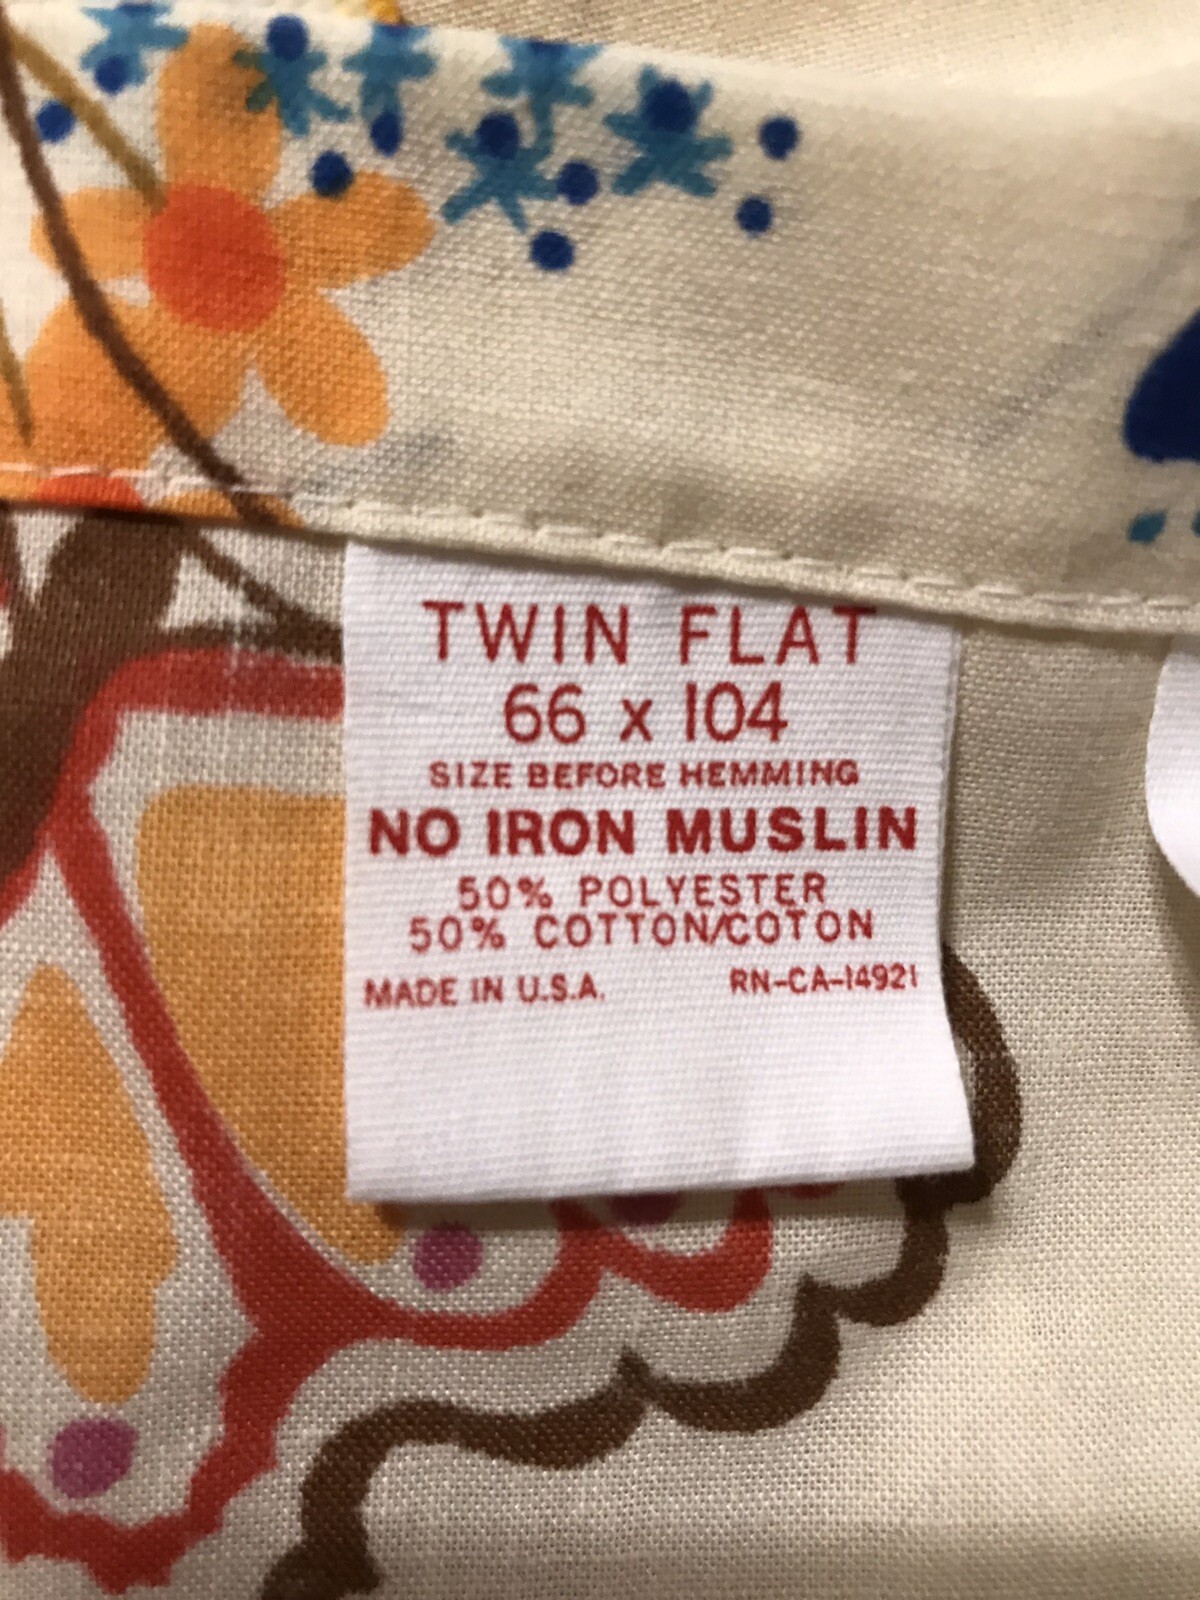 TWIN FLAT
66 x 104
SIZE BEFORE HEMMING
NO IRON MUSLIN
50% POLYESTER
50% COTTON/COTON
MADE IN U.S.A. RN-CA-14921